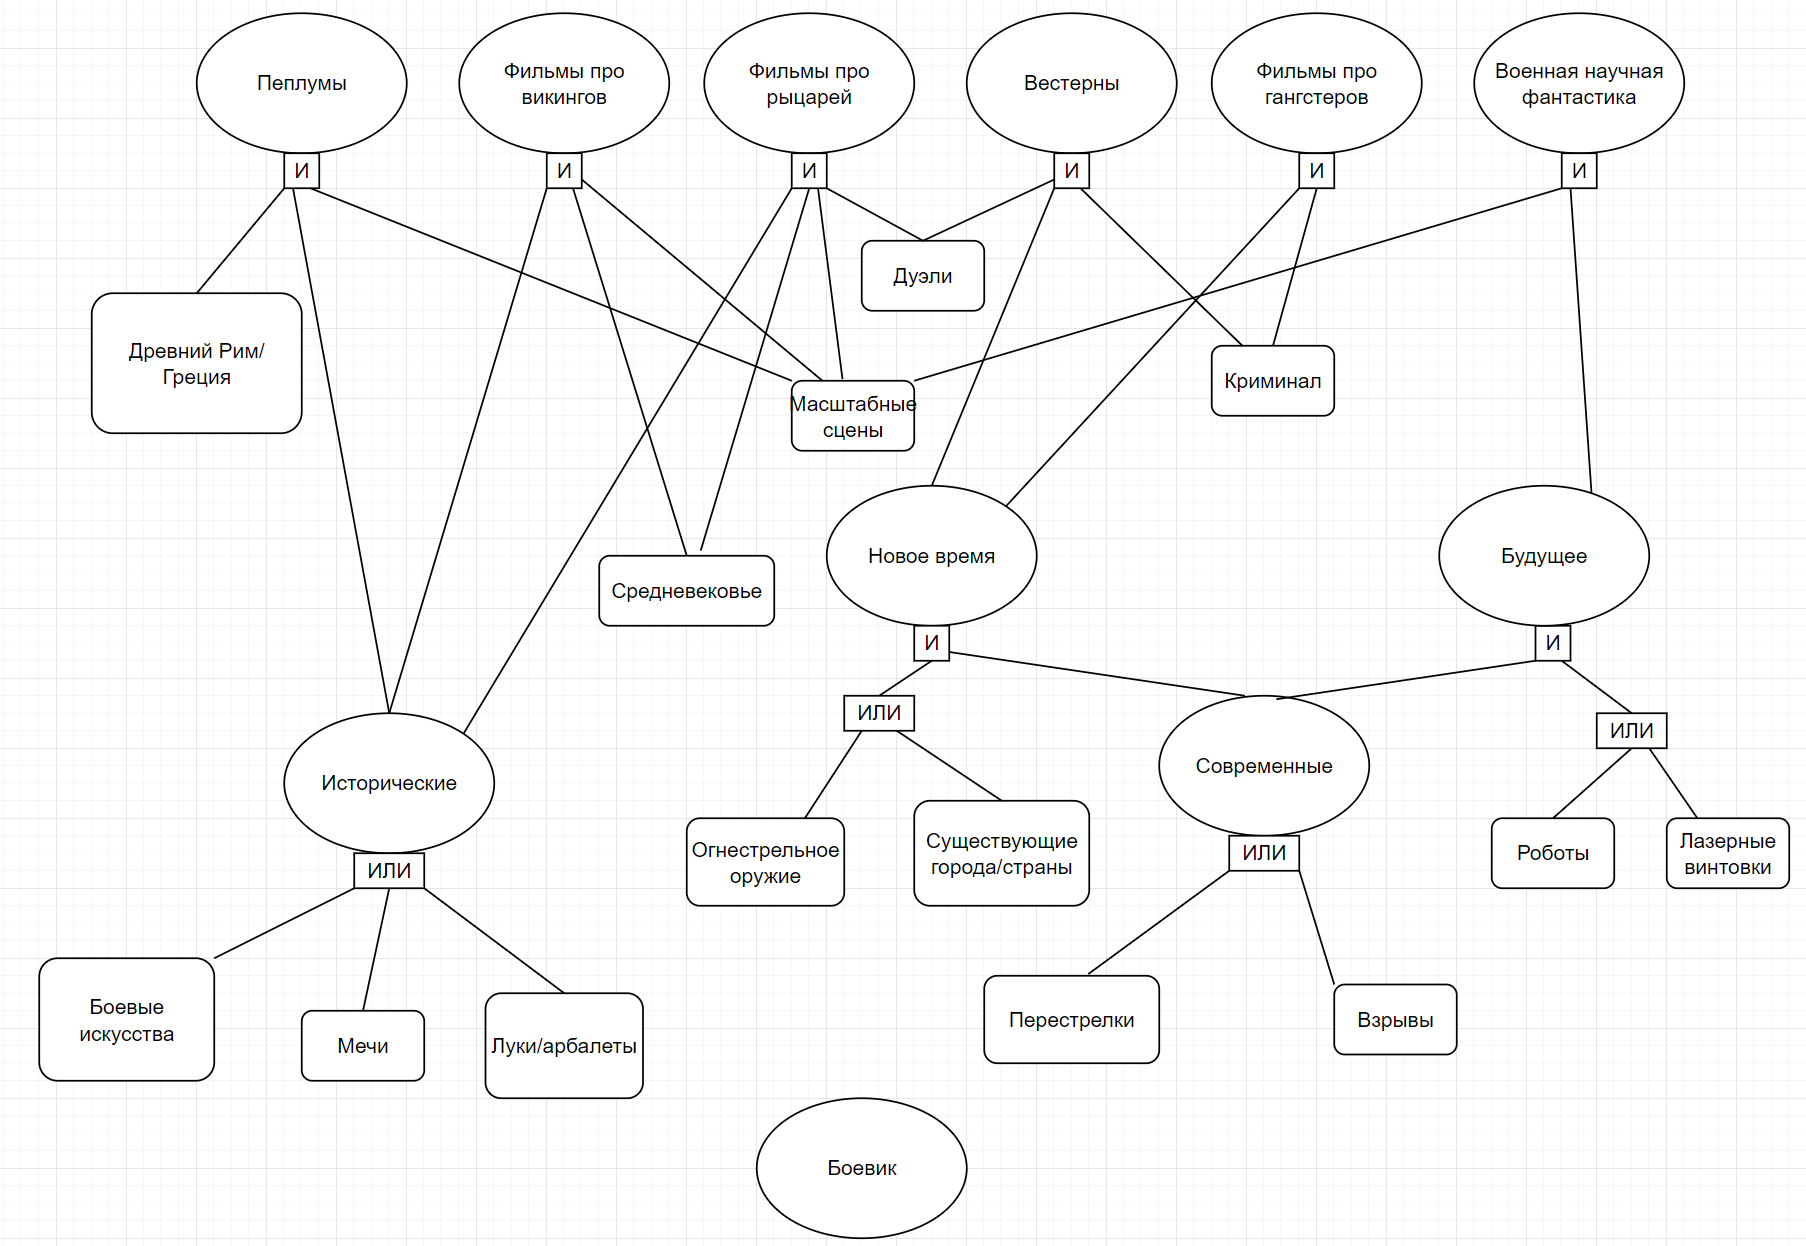 Пеплумы
Фильмы про
викингов
Фильмы про
рыцарей
Вестерны
Фильмы про
гангстеров
Военная научная
фантастика
И
И
И
И
И
И
Дуэли
Древний Рим/
Греция
Масштабные
сцены
Криминал
Средневековье
Новое время
Будущее
И
И
ИЛИ
ИЛИ
Исторические
Современные
ИЛИ
ИЛИ
Огнестрельное
оружие
Существующие
города/страны
Роботы
Лазерные
винтовки
Боевые
искусства
Мечи
Луки/арбалеты
Перестрелки
Взрывы
Боевик